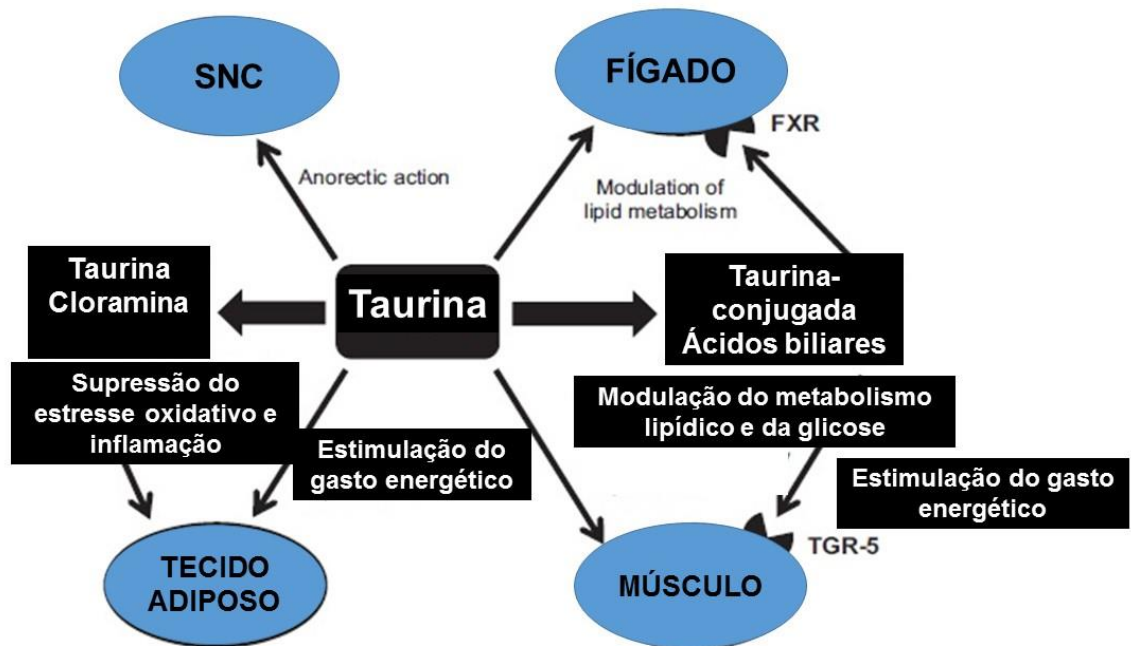 SNC
FÍGADO
FXR
Anorectic action
Modulation of
lipid metabolism
Taurina
Cloramina
Taurina
Taurina-
conjugada
Ácidos biliares
Supressão do
estresse oxidativo e
inflamação
Estimulação do
gasto energético
Modulação do metabolismo
lipídico e da glicose
Estimulação do gasto
energético
TECIDO
ADIPOSO
MÚSCULO
TGR-5